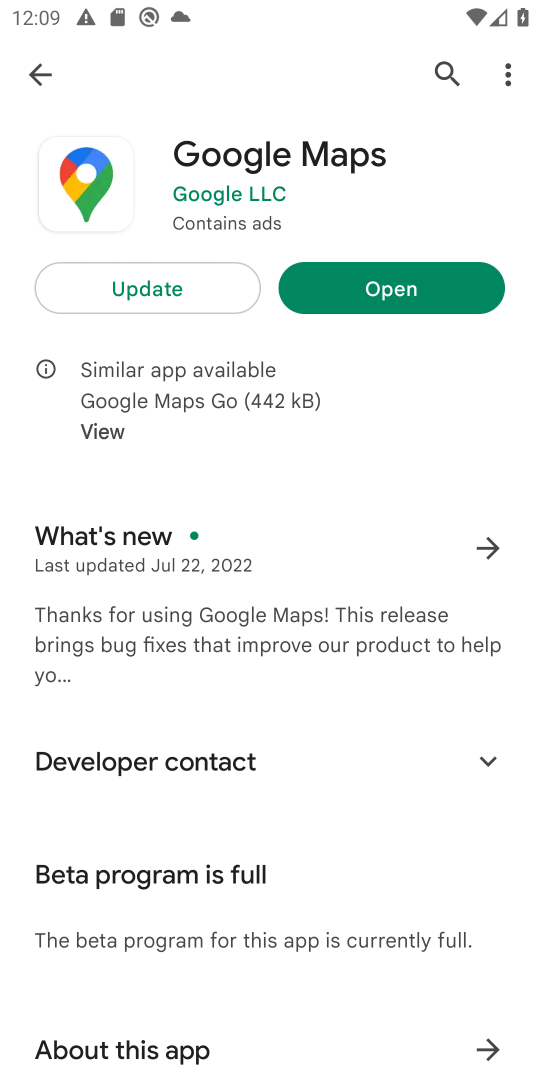 12:09
Google Maps
Google LLC
Contains ads
Update
Open
Similar app available
Google Maps Go (442 kB)
View
What's new
Last updated Jul 22, 2022
Thanks for using Google Maps! This release
brings bug fixes that improve our product to help
yo...
Developer contact
Beta program is full
The beta program for this app is currently full.
About this app